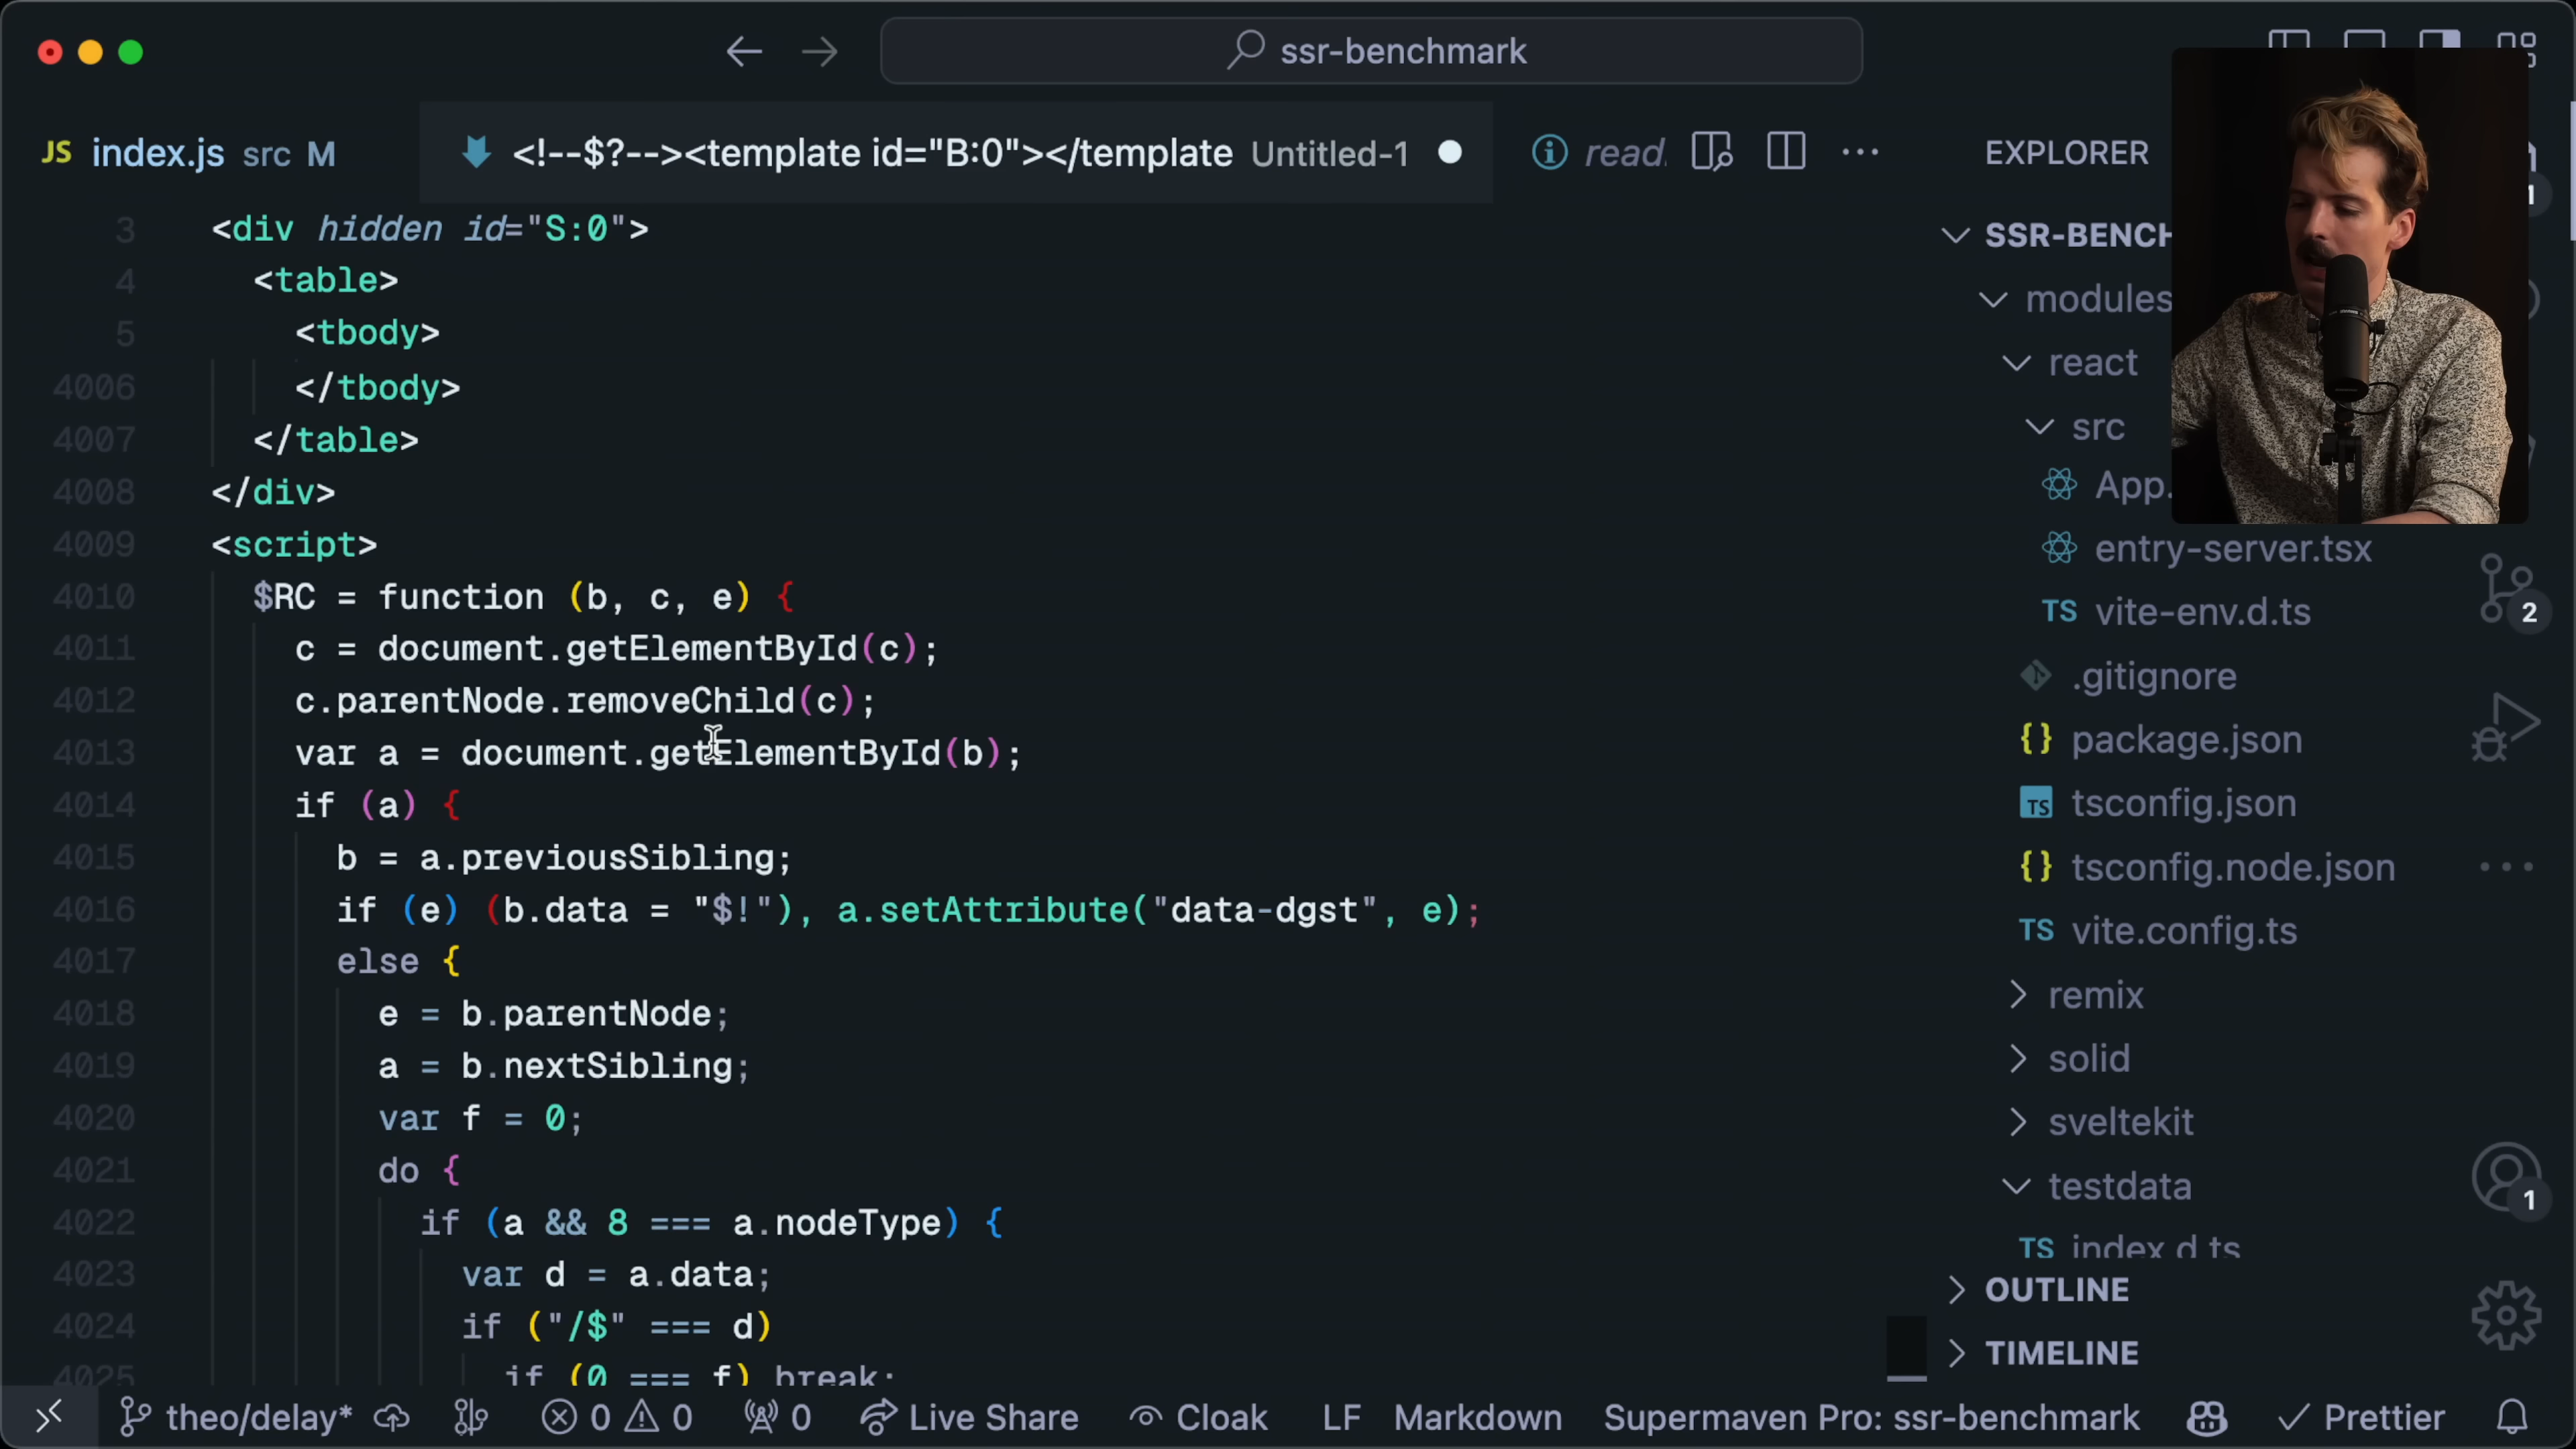 ssr-benchmark
JS index.js src M
<!--$?--><template id="B:0"></template Untitled-1
read.
EXPLORER
3 <div hidden id="S:0">
4 <table>
5 <tbody>
4006 </tbody>
4007 </table>
4008 </div>
4009 <script>
4010 $RC = function (b, c, e) {
4011 c = document.getElementById(c);
4012 c.parentNode.removeChild(c);
4013 var a = document.getElementById(b);
4014 if (a) {
4015 b = a.previousSibling;
4016 if (e) (b.data = "$!"), a.setAttribute("data-dgst", e);
4017 else {
4018 e = b.parentNode;
4019 a = b.nextSibling;
4020 var f = 0;
4021 do {
4022 if (a && 8 === a.nodeType) {
4023 var d = a.data;
4024 if ("/$" === d)
4025 if (0 === f) break;
SSR-BENCH
modules
react
src
App.
entry-server.tsx
TS vite-env.d.ts
.gitignore
{} package.json
TS tsconfig.json
{} tsconfig.node.json
TS vite.config.ts
remix
solid
sveltekit
testdata
TS index.d.ts
OUTLINE
TIMELINE
1
2
1
theo/delay* 0 0 0 Live Share Cloak LF Markdown Supermaven Pro: ssr-benchmark Prettier